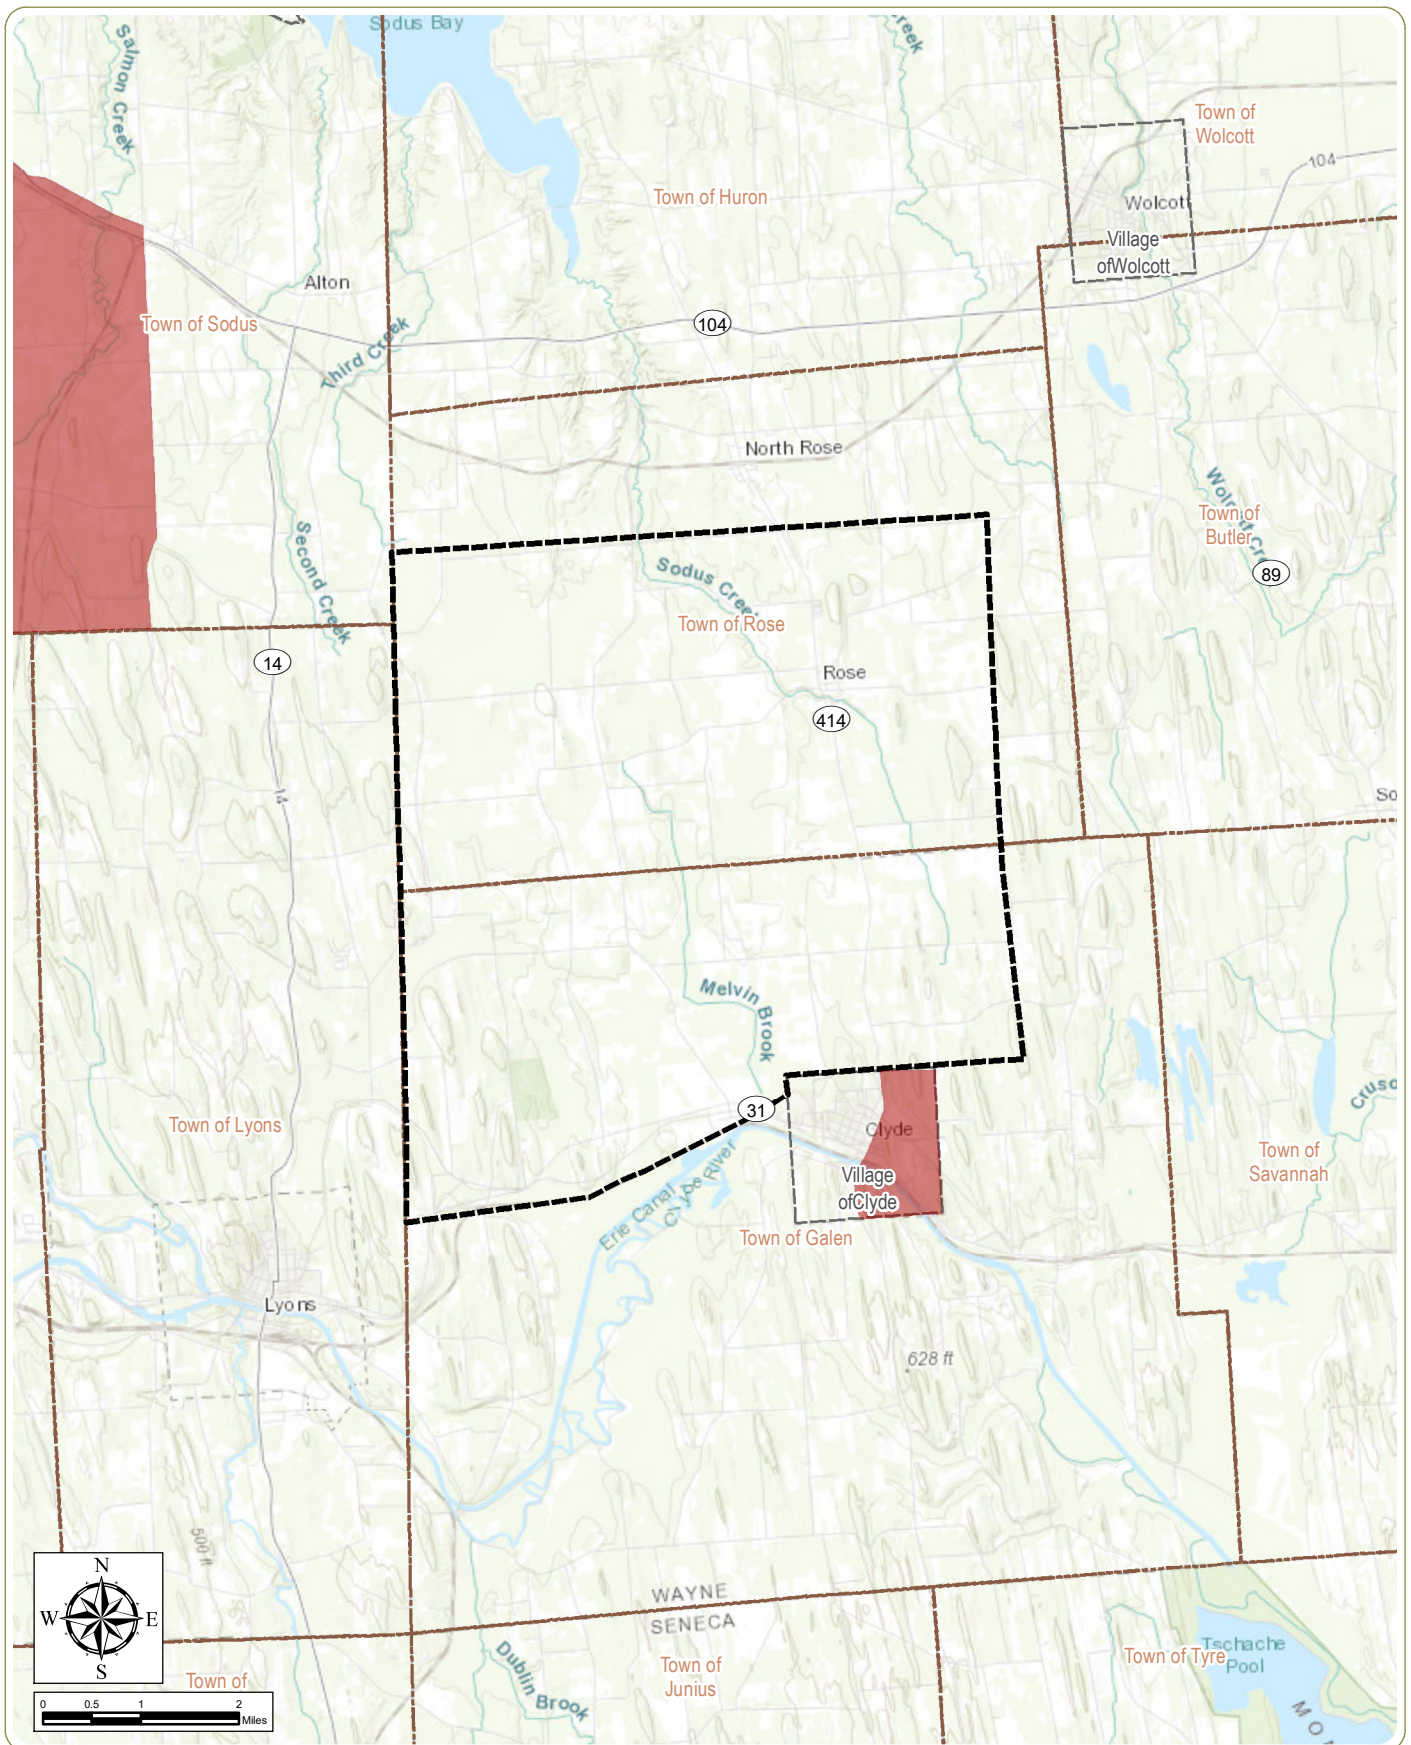 Sodus Bay
Salmon Creek
Creek
Town of
Wolcott
104
Town of Huron
Wolcott
Village
ofWolcott
Alton
Town of Sodus
104
Third Creek
North Rose
Wolcott Cre
Town of
Butler
89
Second Creek
Sodus Creek
Town of Rose
14
Rose
414
14
So
Melvin Brook
Cruso
31
Town of Lyons
Clyde
Town of
Savannah
Village
ofClyde
Erie Canal
Clyde River
Town of Galen
Lyons
628 ft
500 ft
N
W
E
S
WAYNE
SENECA
Dublin Brook
Town of
Junius
Town of Tyre
Tschache
Pool
Town of
MO
0 0.5 1 2
Miles